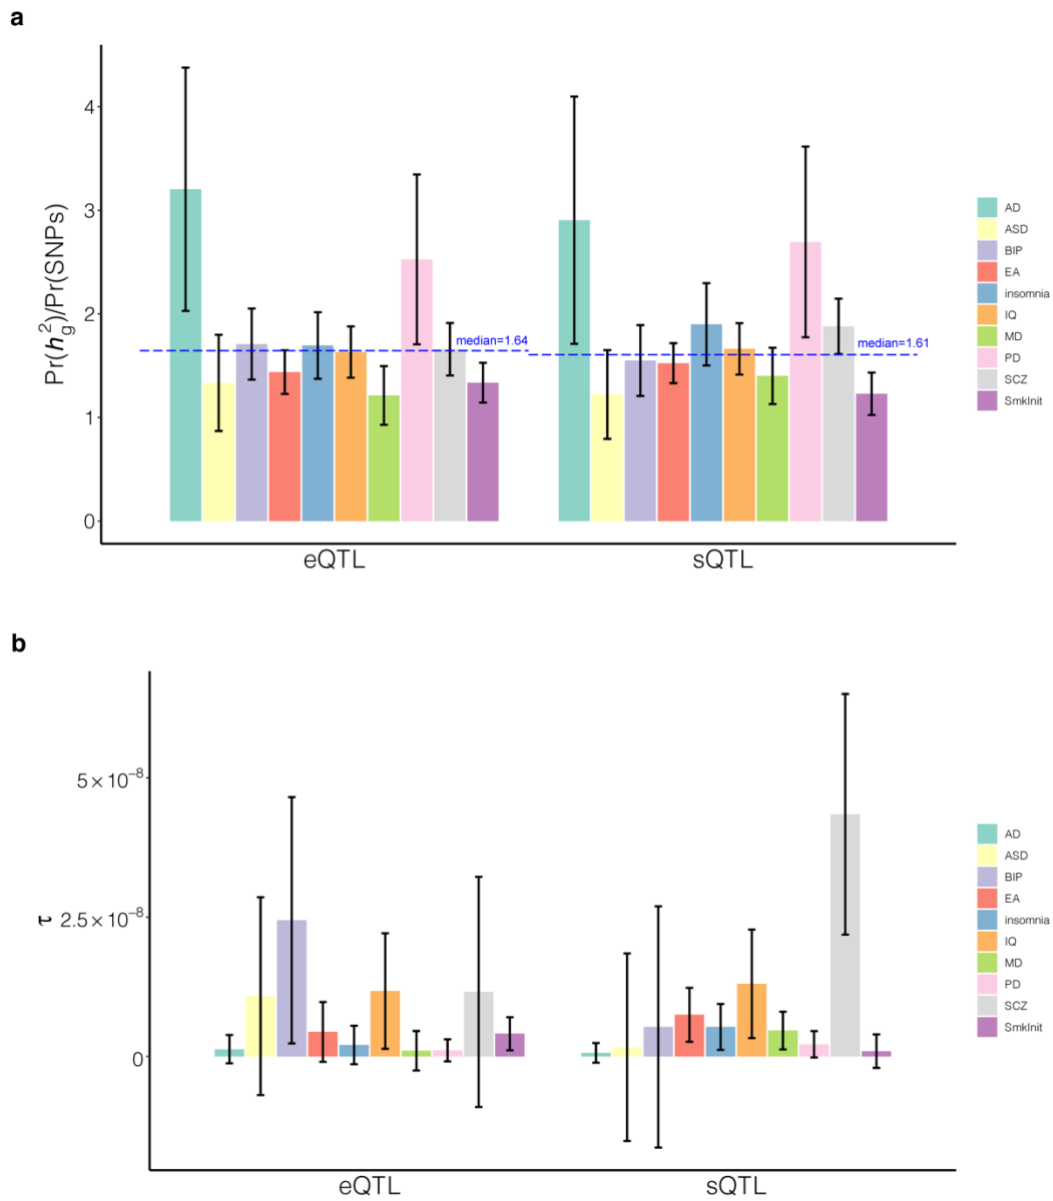 a
Pr(h²g)/Pr(SNPs)
4
3
2
1
0
median=1.64
median=1.61
eQTL
sQTL
AD
ASD
BIP
EA
insomnia
IQ
MD
PD
SCZ
SmkInit
b
τ
5×10⁻⁸
2.5×10⁻⁸
0
eQTL
sQTL
AD
ASD
BIP
EA
insomnia
IQ
MD
PD
SCZ
SmkInit